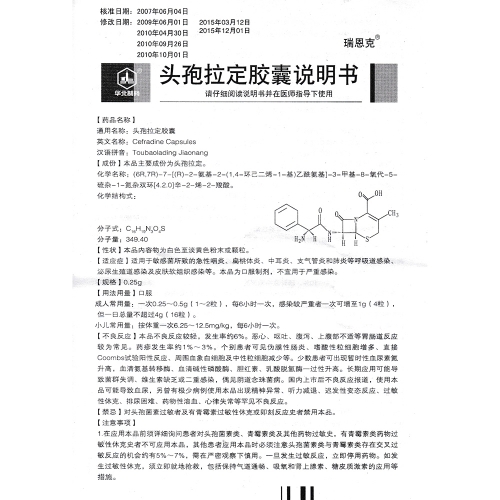 核准日期：2007年06月04日
修改日期：2009年06月01日 2015年03月12日
2010年04月30日 2015年12月01日
2010年09月26日
2010年10月01日
瑞恩克®
华北制药
头孢拉定胶囊说明书
请仔细阅读说明书并在医师指导下使用
【药品名称】
通用名称：头孢拉定胶囊
英文名称：Cefradine Capsules
汉语拼音：Toubaolading Jiaonang
【成份】本品主要成份为头孢拉定。
化学名称：(6R,7R)-7-[(R)-2-氨基-2-(1,4-环己二烯-1-基)乙酰氨基]-3-甲基-8-氧代-5-
硫杂-1-氮杂双环[4.2.0]辛-2-烯-2-羧酸。
化学结构式：
分子式：C16H19N3O4S
分子量：349.40
【性状】本品内容物为白色至淡黄色粉末或颗粒。
【适应症】适用于敏感菌所致的急性咽炎、扁桃体炎、中耳炎、支气管炎和肺炎等呼吸道感染、
泌尿生殖道感染及皮肤软组织感染等。本品为口服制剂，不宜用于严重感染。
【规格】0.25g
【用法用量】口服
成人常用量：一次0.25~0.5g（1~2粒），每6小时一次，感染较严重者一次可增至1g（4粒），
但一日总量不超过4g（16粒）。
小儿常用量：按体重一次6.25~12.5mg/kg，每6小时一次。
【不良反应】本品不良反应较轻，发生率约6%。恶心、呕吐、腹泻、上腹部不适等胃肠道反应
较为常见。药疹发生率约1%~3%。个别患者可见伪膜性肠炎、嗜酸性粒细胞增多、直接
Coombs试验阳性反应、周围血象白细胞及中性粒细胞减少等。少数患者可出现暂时性血尿素氮
升高，血清氨基转移酶、血清碱性磷酸酶、胆红素、乳酸脱氢酶一过性升高。长期应用可能导
致菌群失调、维生素缺乏或二重感染，偶见阴道念珠菌病。国内上市后不良反应报道，使用本
品可能导致血尿，另曾有极少病例使用本品出现精神异常、听力减退、迟发性变态反应、过敏
性休克、排尿困难、药物性溶血、心律失常等罕见不良反应。
【禁忌】对头孢菌素过敏者及有青霉素过敏性休克或即刻反应史者禁用本品。
【注意事项】
1.在应用本品前须详细询问患者对头孢菌素类、青霉素类及其他药物过敏史，有青霉素类药物过
敏性休克史者不可应用本品，其他患者应用本品时必须注意头孢菌素类与青霉素类存在交叉过
敏反应的机会约有5%~7%，需在严密观察下慎用。一旦发生过敏反应，立即停用药物。如发
生过敏性休克，须立即就地抢救，包括保持气道通畅、吸氧和肾上腺素、糖皮质激素的应用等
措施。